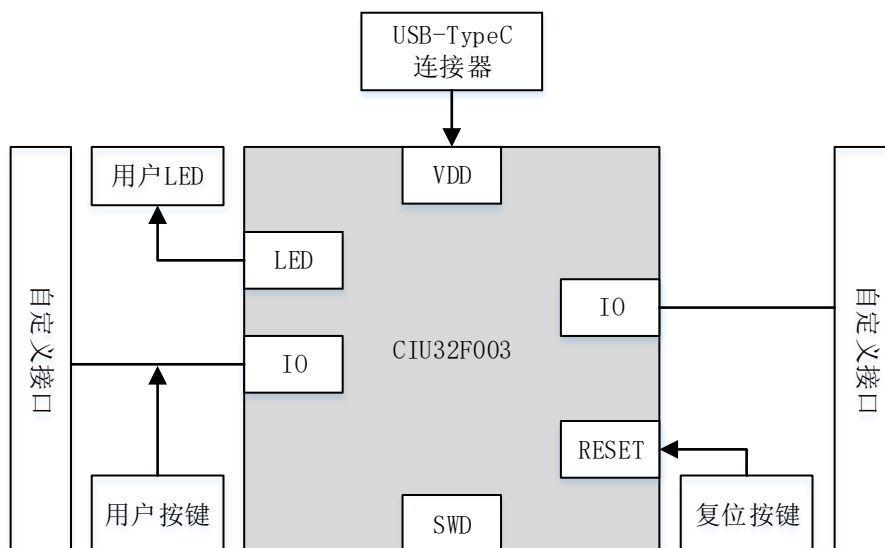 USB-TypeC
连接器
用户LED
VDD
LED
IO
自定义接口
自定义接口
CIU32F003
IO
RESET
用户按键
SWD
复位按键